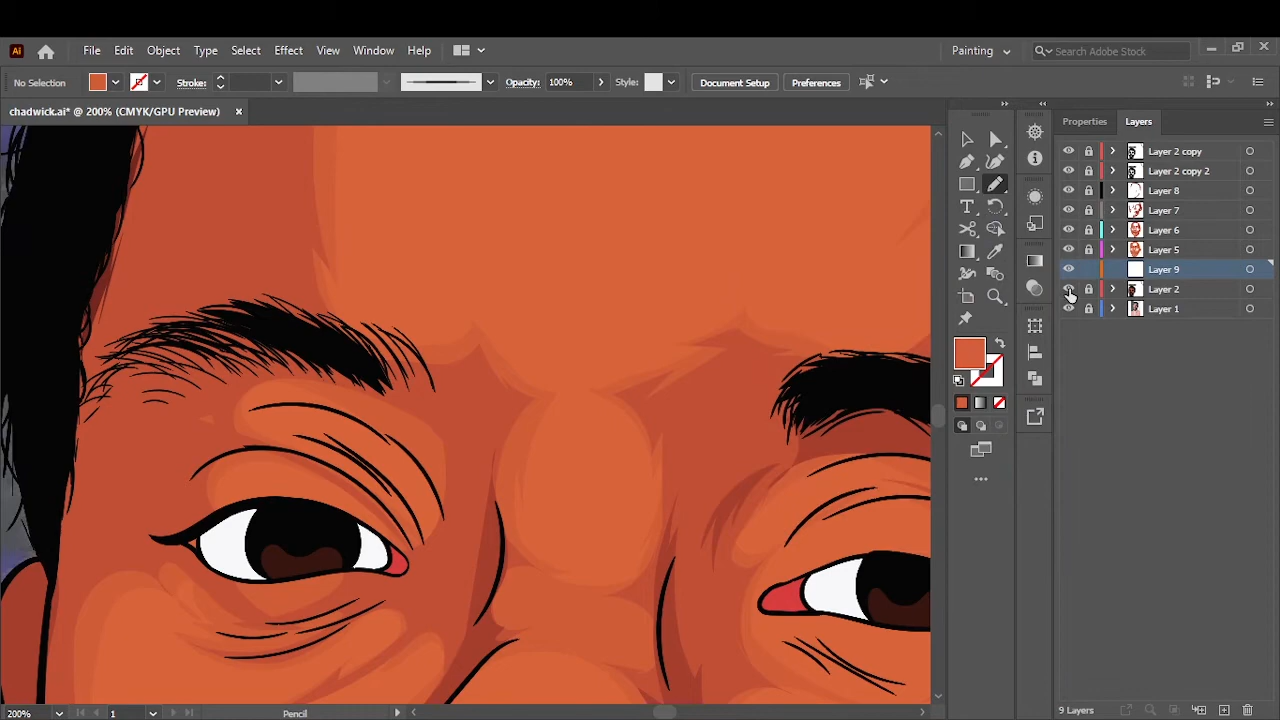 Ai File Edit Object Type Select Effect View Window Help Painting Search Adobe Stock
No Selection Stroke: Opacity: 100% Style: Document Setup Preferences
chadwick.ai* @ 200% (CMYK/GPU Preview) ×
Properties Layers
Layer 2 copy
Layer 2 copy 2
Layer 8
Layer 7
Layer 6
Layer 5
Layer 9
Layer 2
Layer 1
200% 1 Pencil 9 Layers